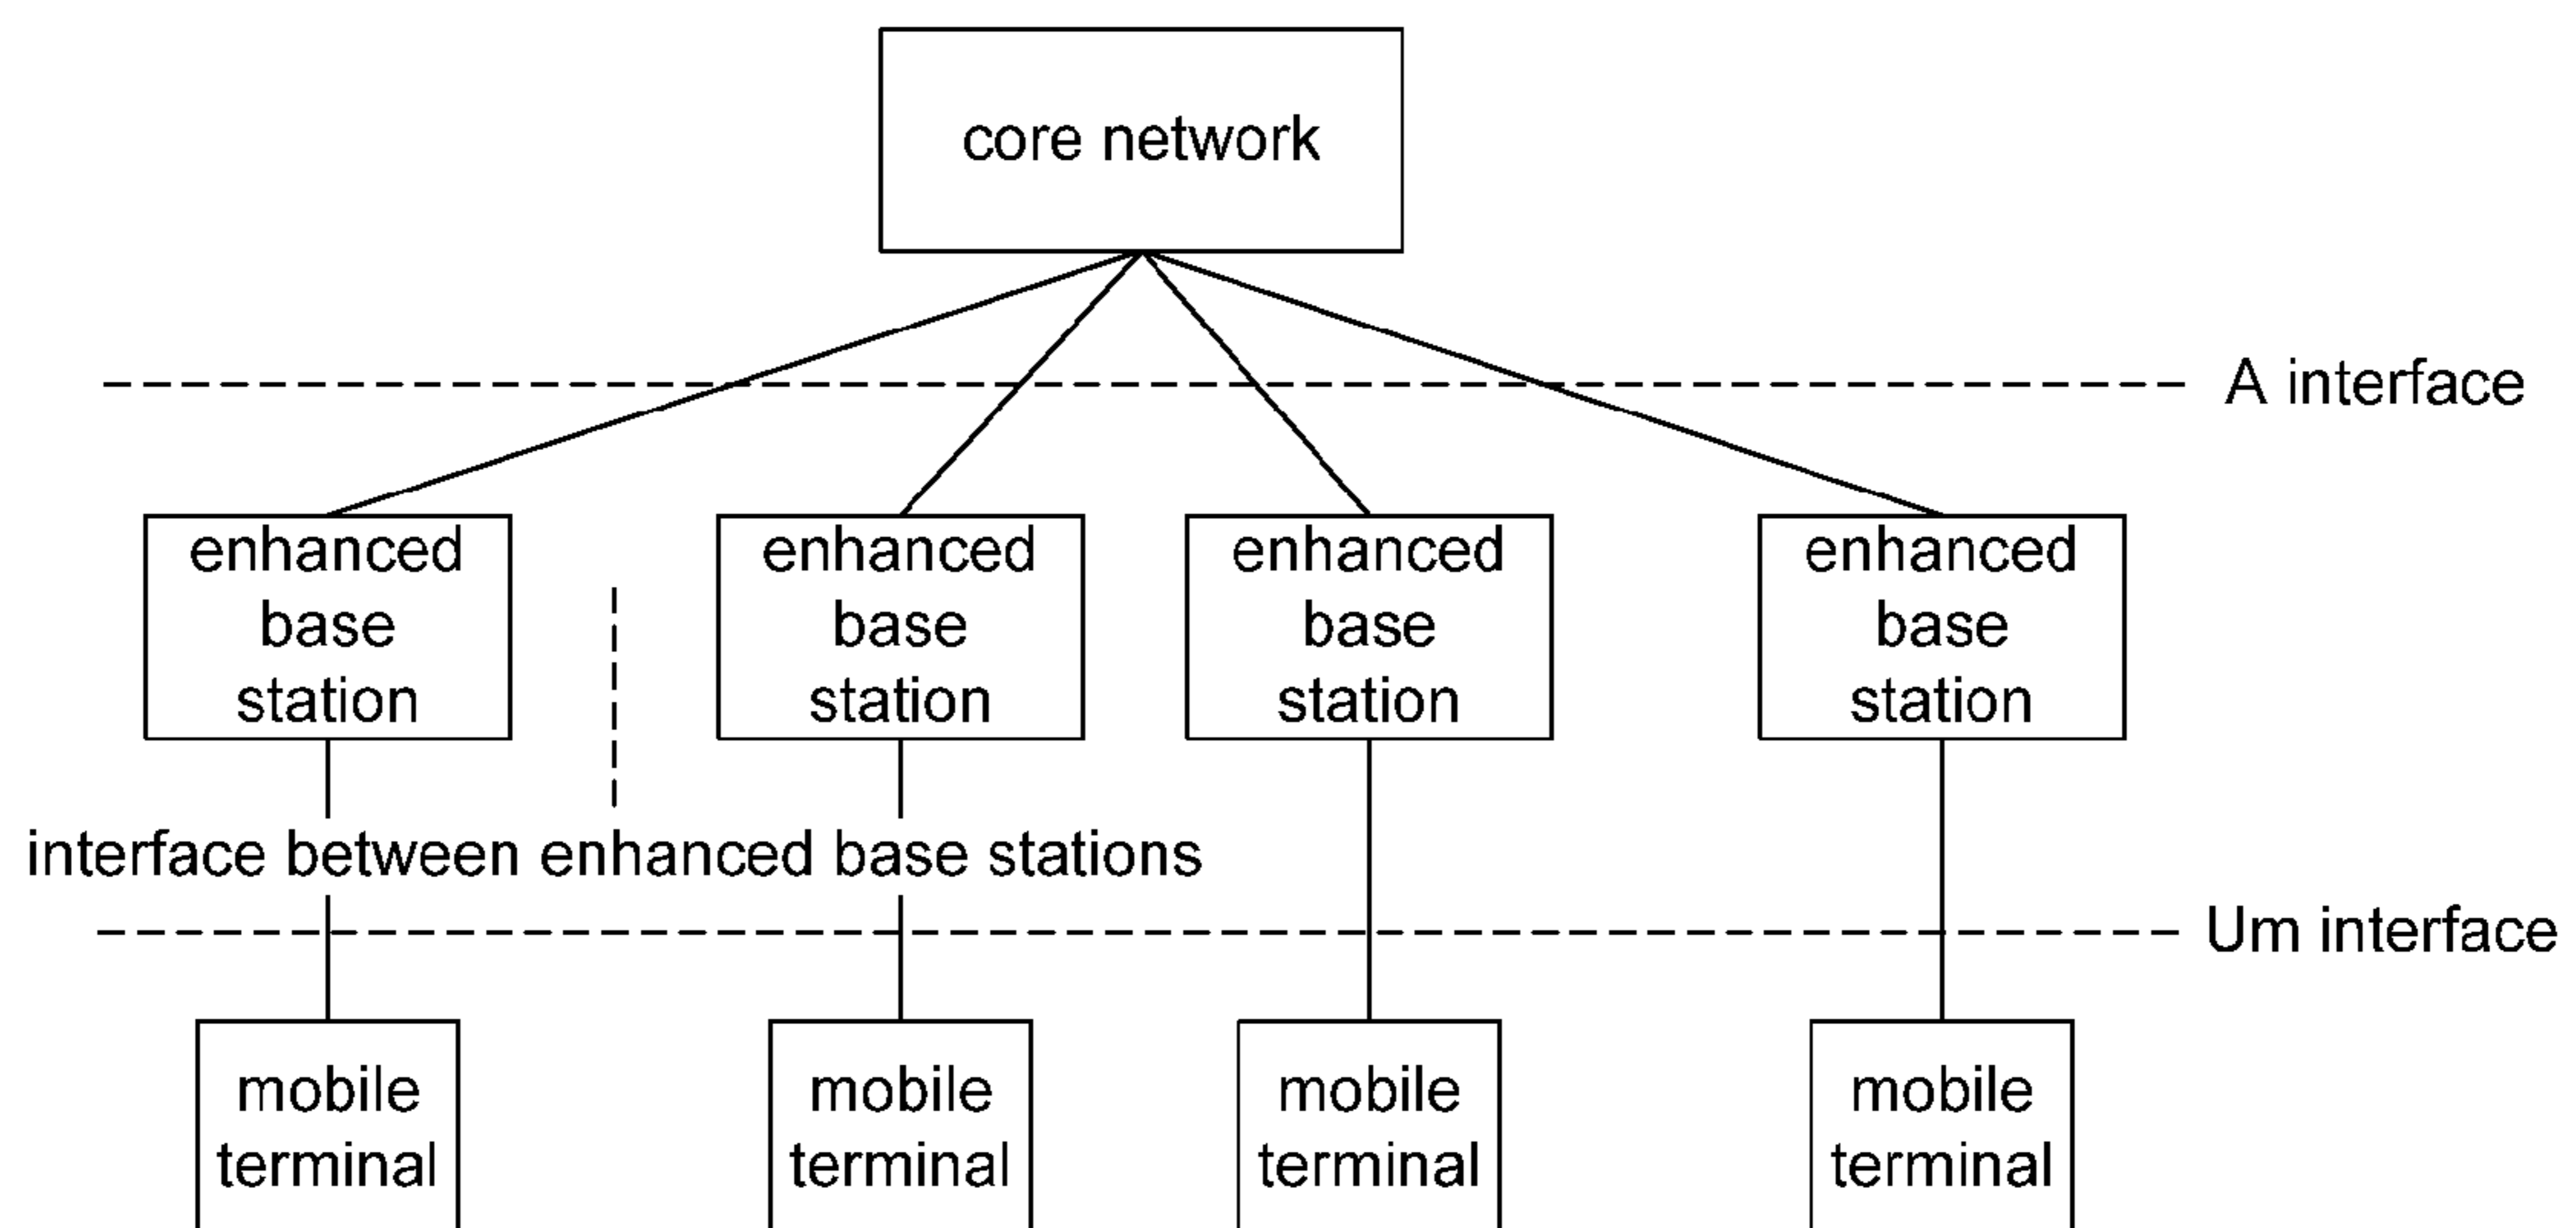 core network
A interface
enhanced
base
station
enhanced
base
station
enhanced
base
station
enhanced
base
station
interface between enhanced base stations
Um interface
mobile
terminal
mobile
terminal
mobile
terminal
mobile
terminal